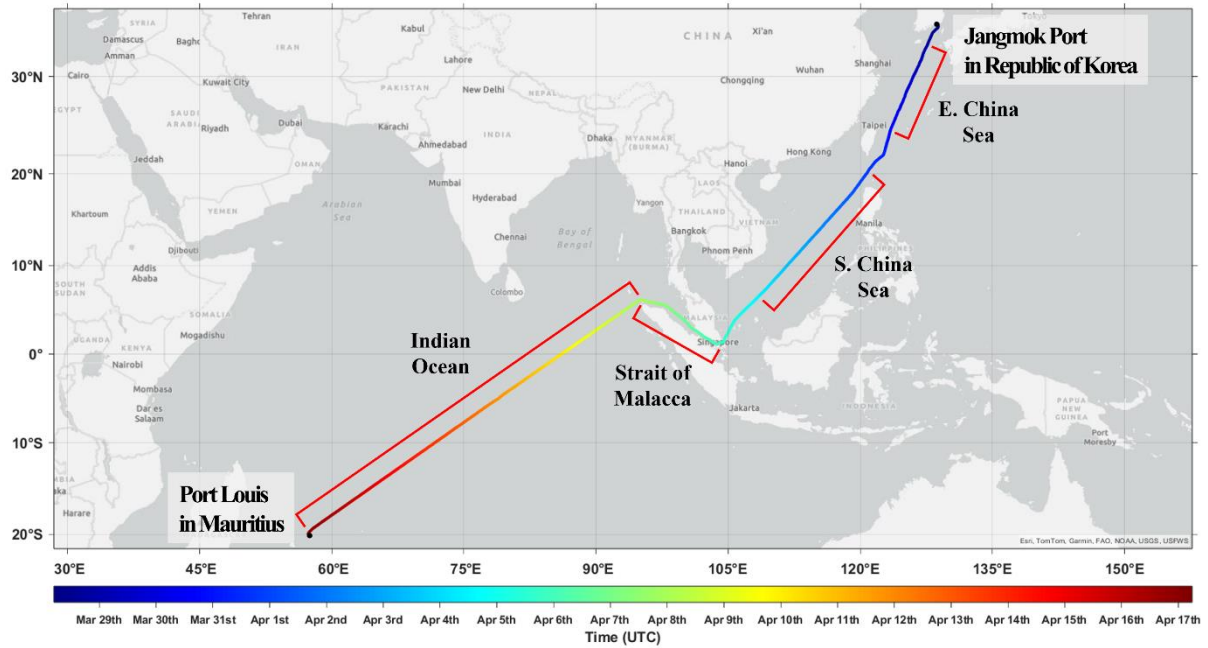 SYRIA
Tehran
Kabul
CHINA
Xi'an
Tokyo
Damascus
Baghd
IRAN
Amman
Lahore
Wuhan
Shanghai
Cairo
Kuwait City
Chongqing
New Delhi
PAKISTAN
NEPAL
EGYPT
SAUDI
ARABIA
Riyadh
Dubai
Karachi
Ahmedabad
INDIA
Dhaka
MYANMAR
(BURMA)
Taipei
Hong Kong
Hanoi
Jeddah
OMAN
Mumbai
LAOS
Hyderabad
Yangon
THAILAND
Khartoum
YEMEN
Arabian
Sea
Chennai
Bay of
Bengal
Bangkok
VIETNAM
Manila
PHILIPPINES
Djibouti
Phnom Penh
Addis
Ababa
SOUTH
SUDAN
Colombo
SOMALIA
MALAYSIA
Mogadishu
Singapore
UGANDA
KENYA
Nairobi
Mombasa
Dar es
Salaam
Jakarta
INDONESIA
PAPUA
NEW
GUINEA
Port
Moresby
Harare
Jangmok Port
in Republic of Korea
E. China
Sea
S. China
Sea
Indian
Ocean
Strait of
Malacca
Port Louis
in Mauritius
Esri, TomTom, Garmin, FAO, NOAA, USGS, USFWS
30°N
20°N
10°N
0°
10°S
20°S
30°E 45°E 60°E 75°E 90°E 105°E 120°E 135°E 150°E
Mar 29th Mar 30th Mar 31st Apr 1st Apr 2nd Apr 3rd Apr 4th Apr 5th Apr 6th Apr 7th Apr 8th Apr 9th Apr 10th Apr 11th Apr 12th Apr 13th Apr 14th Apr 15th Apr 16th Apr 17th
Time (UTC)